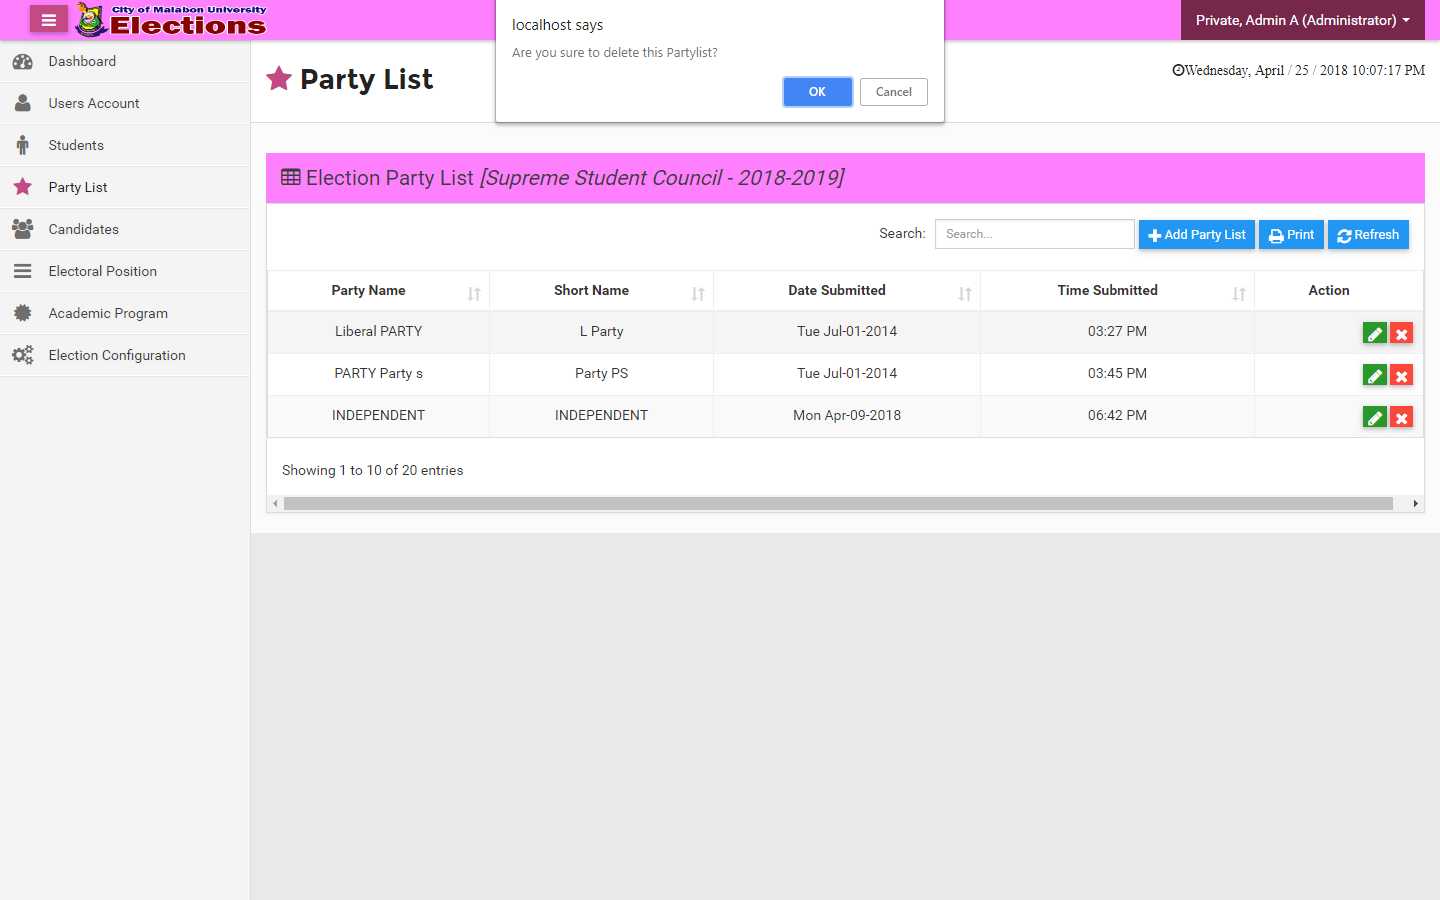 City of Malabon University
Elections
Private, Admin A (Administrator)
localhost says
Are you sure to delete this Partylist?
OK
Cancel
Dashboard
Users Account
Students
Party List
Candidates
Electoral Position
Academic Program
Election Configuration
Party List
Wednesday, April / 25 / 2018 10:07:17 PM
Election Party List [Supreme Student Council - 2018-2019]
Search: Search... Add Party List Print Refresh
Party Name Short Name Date Submitted Time Submitted Action
Liberal PARTY L Party Tue Jul-01-2014 03:27 PM
PARTY Party s Party PS Tue Jul-01-2014 03:45 PM
INDEPENDENT INDEPENDENT Mon Apr-09-2018 06:42 PM
Showing 1 to 10 of 20 entries